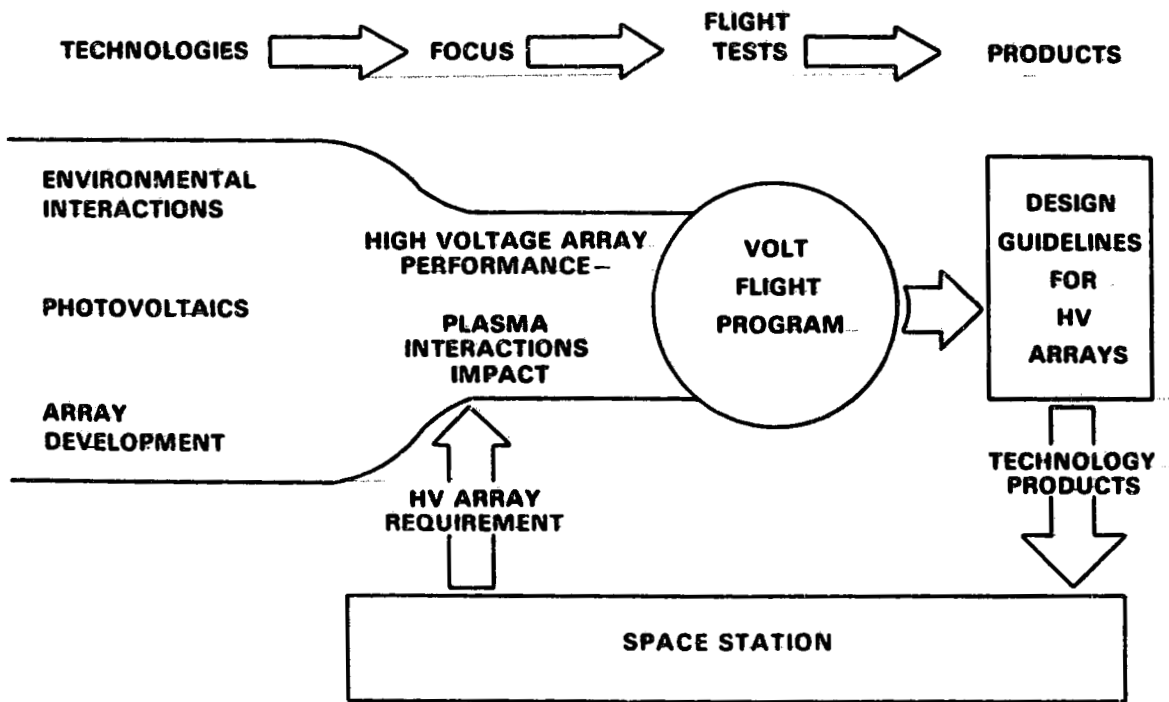 TECHNOLOGIES
FOCUS
FLIGHT
TESTS
PRODUCTS
ENVIRONMENTAL
INTERACTIONS
PHOTOVOLTAICS
ARRAY
DEVELOPMENT
HIGH VOLTAGE ARRAY
PERFORMANCE—
PLASMA
INTERACTIONS
IMPACT
HV ARRAY
REQUIREMENT
VOLT
FLIGHT
PROGRAM
DESIGN
GUIDELINES
FOR
HV
ARRAYS
TECHNOLOGY
PRODUCTS
SPACE STATION